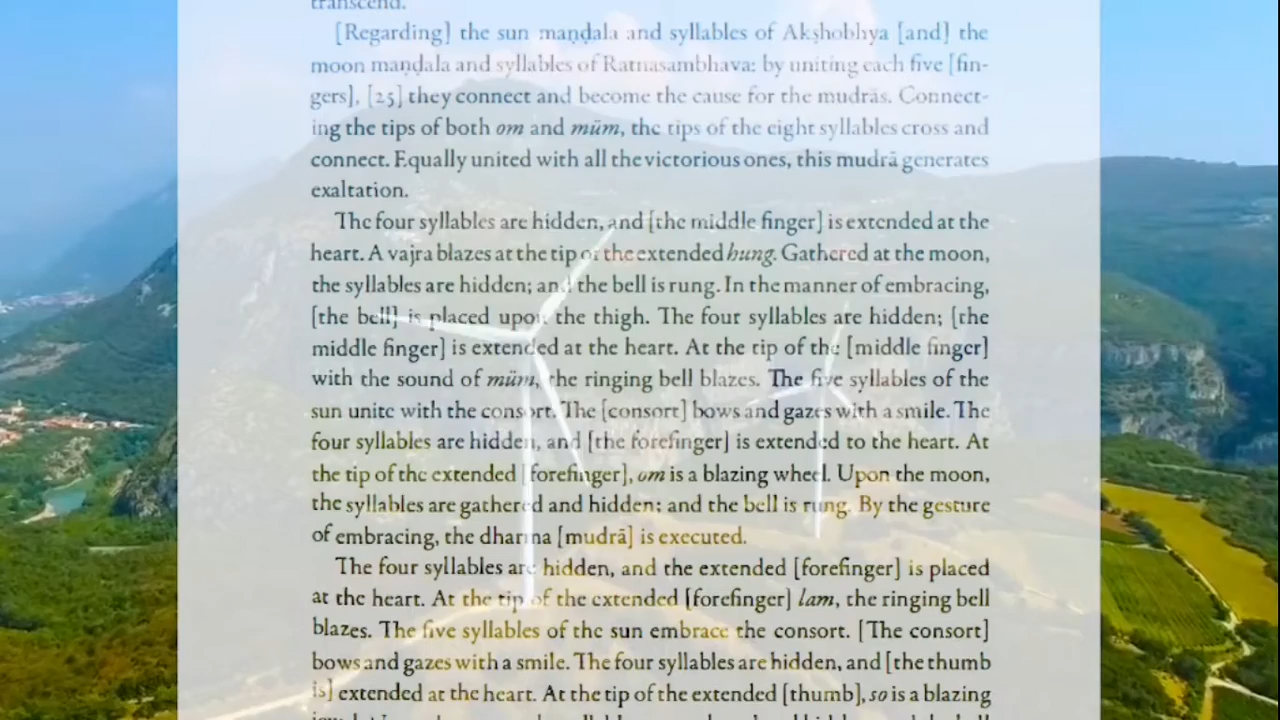 transcend.
[Regarding] the sun maṇḍala and syllables of Akṣhobhya [and] the
moon maṇḍala and syllables of Ratnasambhava: by uniting each five [fin-
gers], [25] they connect and become the cause for the mudrās. Connect-
ing the tips of both om and mūm, the tips of the eight syllables cross and
connect. Equally united with all the victorious ones, this mudrā generates
exaltation.
The four syllables are hidden, and [the middle finger] is extended at the
heart. A vajra blazes at the tip of the extended hung. Gathered at the moon,
the syllables are hidden; and the bell is rung. In the manner of embracing,
[the bell] is placed upon the thigh. The four syllables are hidden; [the
middle finger] is extended at the heart. At the tip of the [middle finger]
with the sound of mūm, the ringing bell blazes. The five syllables of the
sun unite with the consort. The [consort] bows and gazes with a smile. The
four syllables are hidden, and [the forefinger] is extended to the heart. At
the tip of the extended [forefinger], om is a blazing wheel. Upon the moon,
the syllables are gathered and hidden; and the bell is rung. By the gesture
of embracing, the dharma [mudrā] is executed.
The four syllables are hidden, and the extended [forefinger] is placed
at the heart. At the tip of the extended [forefinger] lam, the ringing bell
blazes. The five syllables of the sun embrace the consort. [The consort]
bows and gazes with a smile. The four syllables are hidden, and [the thumb
is] extended at the heart. At the tip of the extended [thumb], so is a blazing